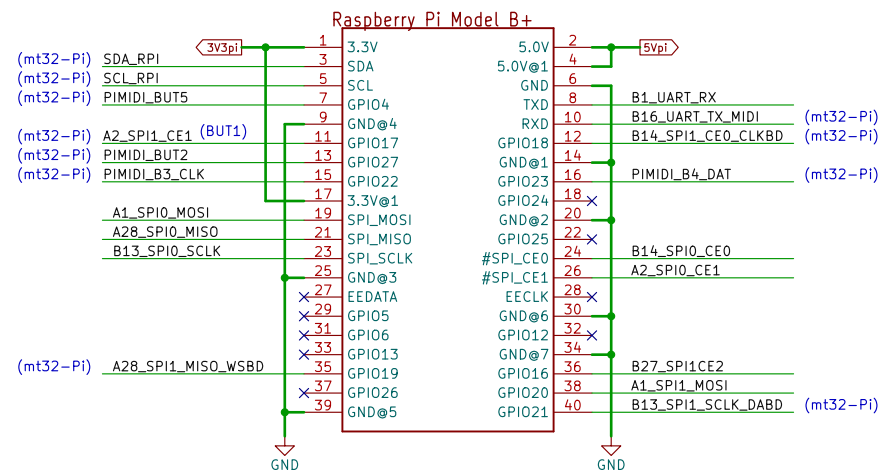 Raspberry Pi Model B+
3V3pi 1 3.3V 5.0V 2 5Vpi
(mt32-Pi) SDA_RPI 3 SDA 5.0V@1 4
(mt32-Pi) SCL_RPI 5 SCL GND 6
(mt32-Pi) PIMIDI_BUT5 7 GPIO4 TXD 8 B1_UART_RX
9 GND@4 RXD 10 B16_UART_TX_MIDI (mt32-Pi)
(mt32-Pi) A2_SPI1_CE1 (BUT1) 11 GPIO17 GPIO18 12 B14_SPI1_CE0_CLKBD (mt32-Pi)
(mt32-Pi) PIMIDI_BUT2 13 GPIO27 GND@1 14
(mt32-Pi) PIMIDI_B3_CLK 15 GPIO22 GPIO23 16 PIMIDI_B4_DAT (mt32-Pi)
17 3.3V@1 GPIO24 18
A1_SPI0_MOSI 19 SPI_MOSI GND@2 20
A28_SPI0_MISO 21 SPI_MISO GPIO25 22
B13_SPI0_SCLK 23 SPI_SCLK #SPI_CE0 24 B14_SPI0_CE0
25 GND@3 #SPI_CE1 26 A2_SPI0_CE1
27 EEDATA EECLK 28
29 GPIO5 GND@6 30
31 GPIO6 GPIO12 32
33 GPIO13 GND@7 34
(mt32-Pi) A28_SPI1_MISO_WSBD 35 GPIO19 GPIO16 36 B27_SPI1CE2
37 GPIO26 GPIO20 38 A1_SPI1_MOSI
39 GND@5 GPIO21 40 B13_SPI1_SCLK_DABD (mt32-Pi)
GND GND